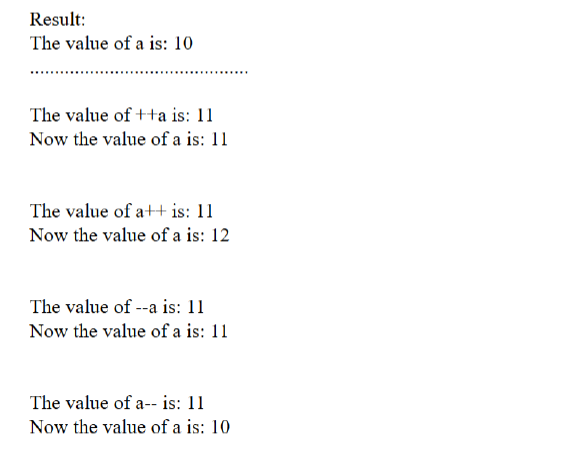 Result:
The value of a is: 10
................................................
The value of ++a is: 11
Now the value of a is: 11
The value of a++ is: 11
Now the value of a is: 12
The value of --a is: 11
Now the value of a is: 11
The value of a-- is: 11
Now the value of a is: 10